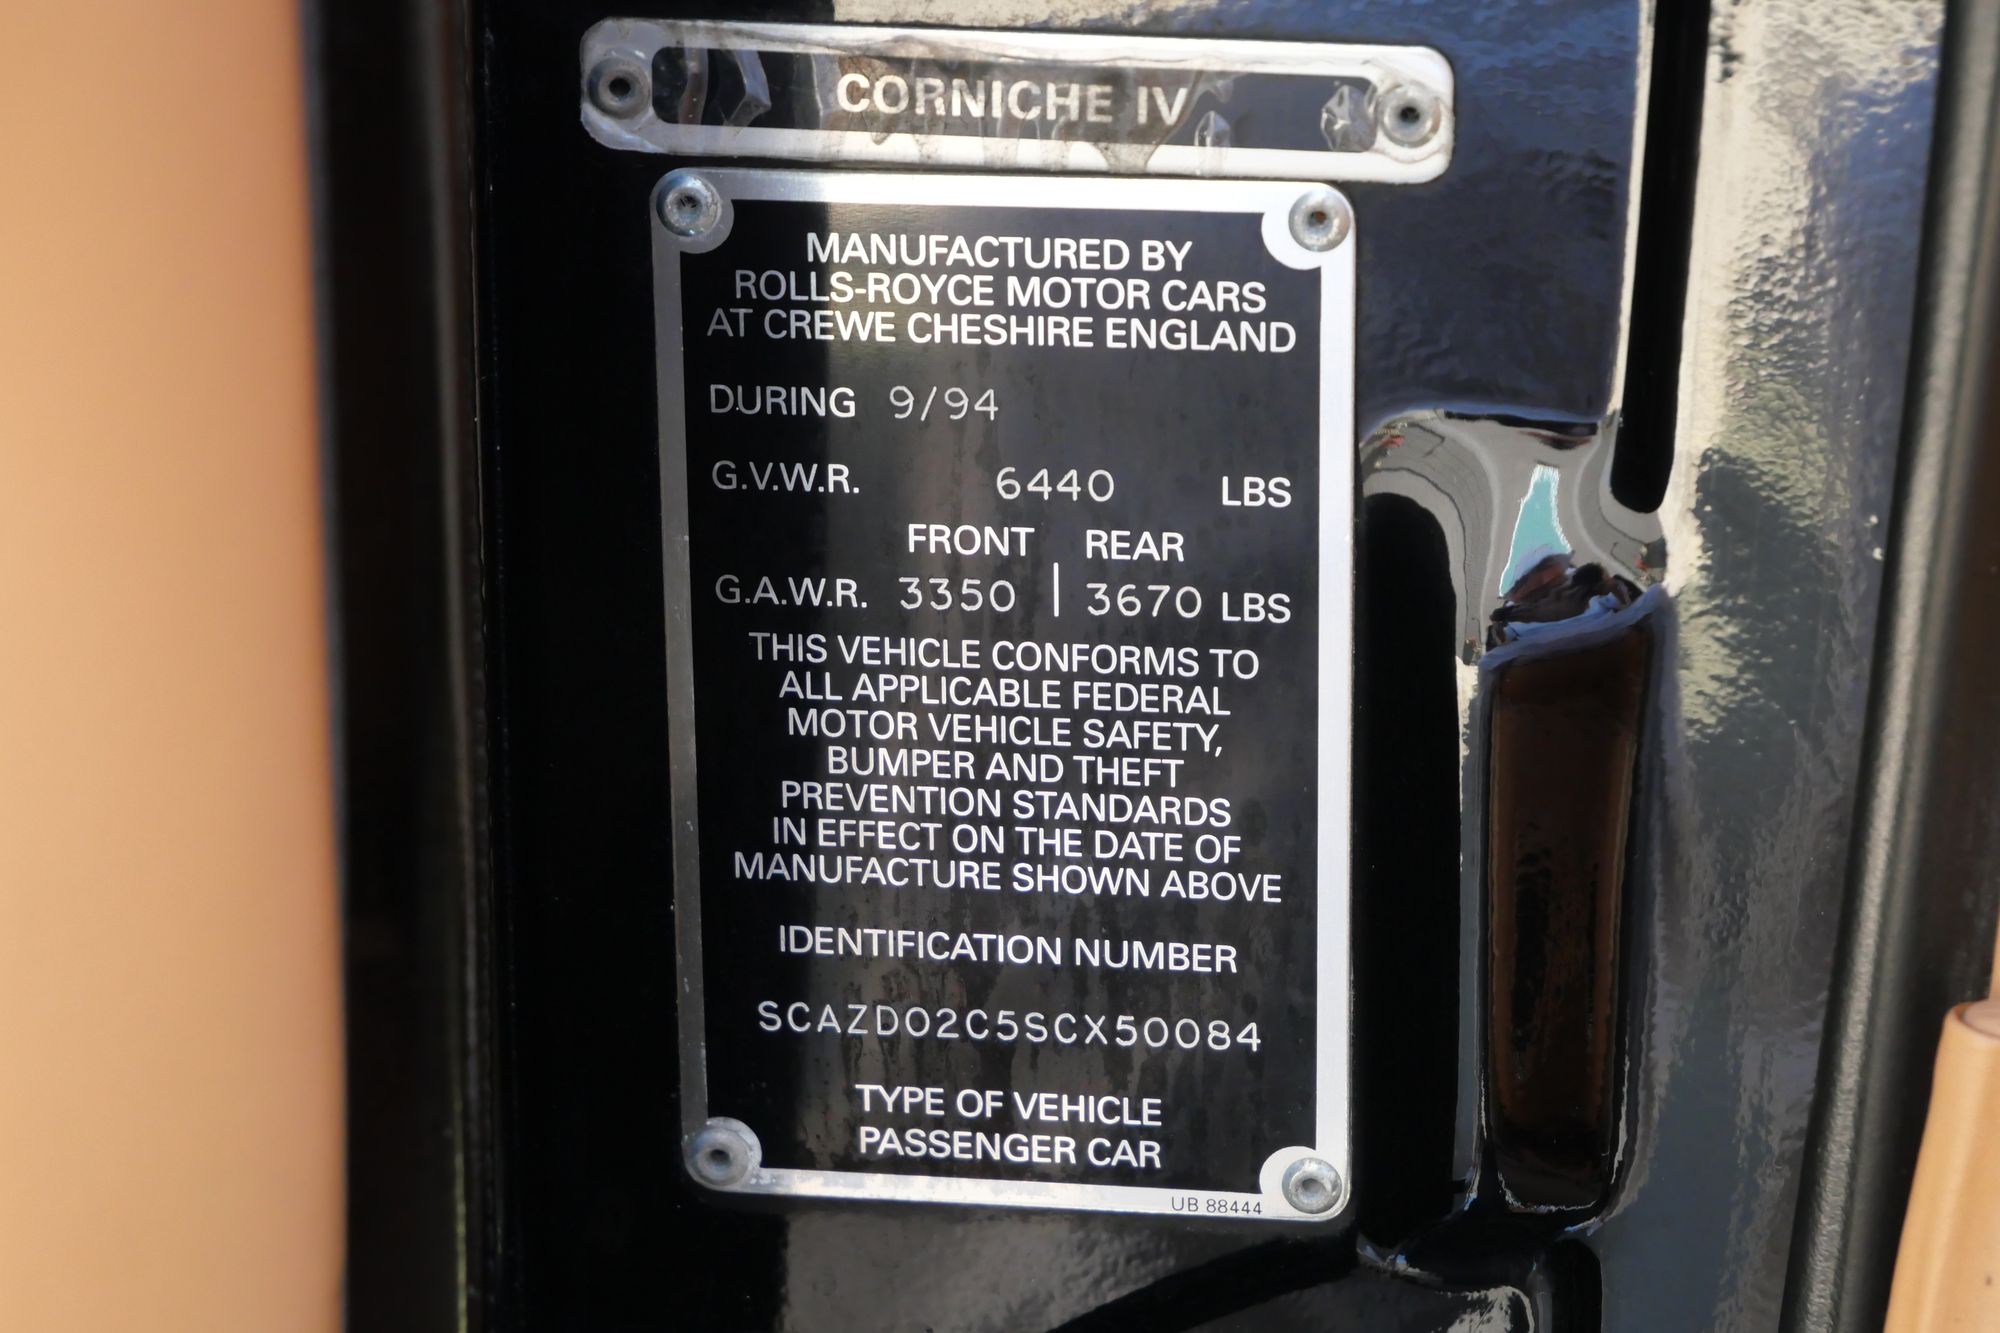 CORNICHE IV
MANUFACTURED BY
ROLLS-ROYCE MOTOR CARS
AT CREWE CHESHIRE ENGLAND
DURING 9/94
G.V.W.R. 6440 LBS
FRONT REAR
G.A.W.R. 3350 | 3670 LBS
THIS VEHICLE CONFORMS TO
ALL APPLICABLE FEDERAL
MOTOR VEHICLE SAFETY,
BUMPER AND THEFT
PREVENTION STANDARDS
IN EFFECT ON THE DATE OF
MANUFACTURE SHOWN ABOVE
IDENTIFICATION NUMBER
SCAZD02C5SCX50084
TYPE OF VEHICLE
PASSENGER CAR
UB 88444